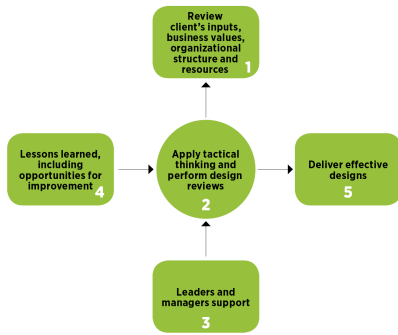 Review
client's inputs,
business values,
organizational
structure and
resources
1
Lessons learned,
including
opportunities for
improvement
4
Apply tactical
thinking and
perform design
reviews
2
Deliver effective
designs
5
Leaders and
managers support
3